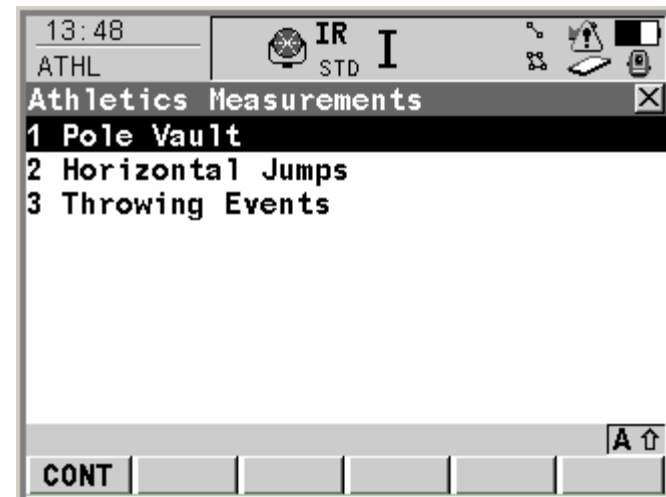 13:48
ATHL
IR
STD
I
Athletics Measurements
1 Pole Vault
2 Horizontal Jumps
3 Throwing Events
A
CONT